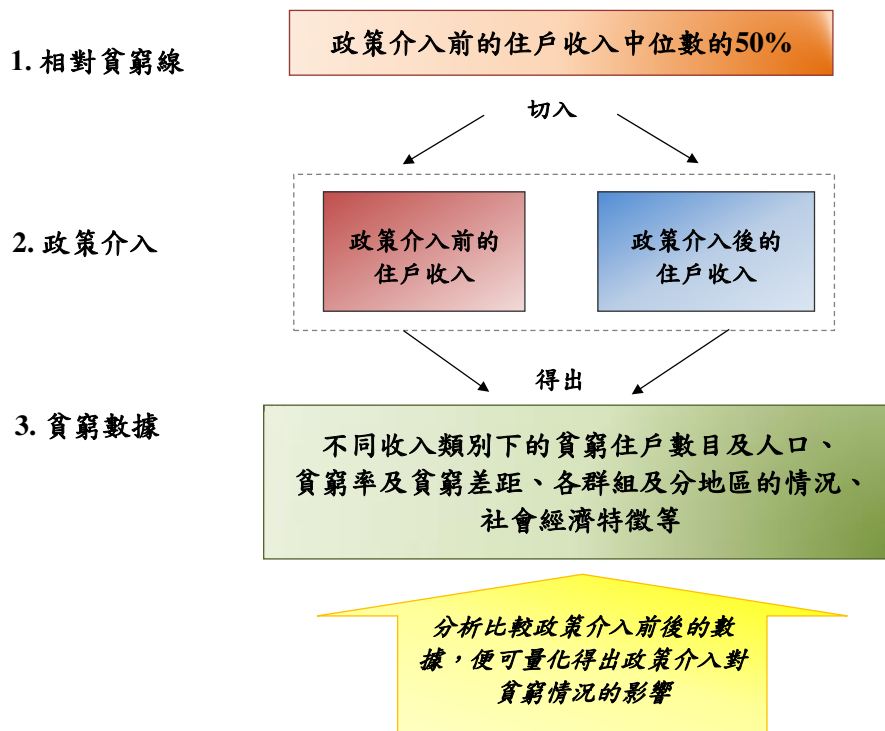 1. 相對貧窮線
政策介入前的住戶收入中位數的50%
切入
2. 政策介入
政策介入前的
住戶收入
政策介入後的
住戶收入
得出
3. 貧窮數據
不同收入類別下的貧窮住戶數目及人口、
貧窮率及貧窮差距、各群組及分地區的情況、
社會經濟特徵等
分析比較政策介入前後的數
據，便可量化得出政策介入對
貧窮情況的影響